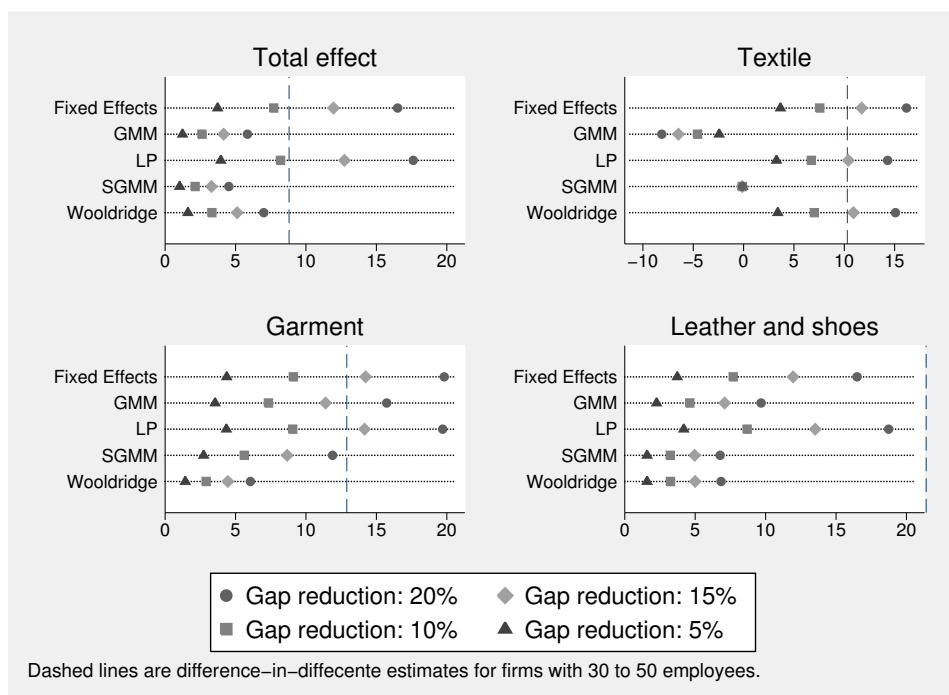 Total effect
Fixed Effects
GMM
LP
SGMM
Wooldridge
0 5 10 15 20
Textile
Fixed Effects
GMM
LP
SGMM
Wooldridge
−10 −5 0 5 10 15
Garment
Fixed Effects
GMM
LP
SGMM
Wooldridge
0 5 10 15 20
Leather and shoes
Fixed Effects
GMM
LP
SGMM
Wooldridge
0 5 10 15 20
Gap reduction: 20% Gap reduction: 15%
Gap reduction: 10% Gap reduction: 5%
Dashed lines are difference−in−diffecente estimates for firms with 30 to 50 employees.